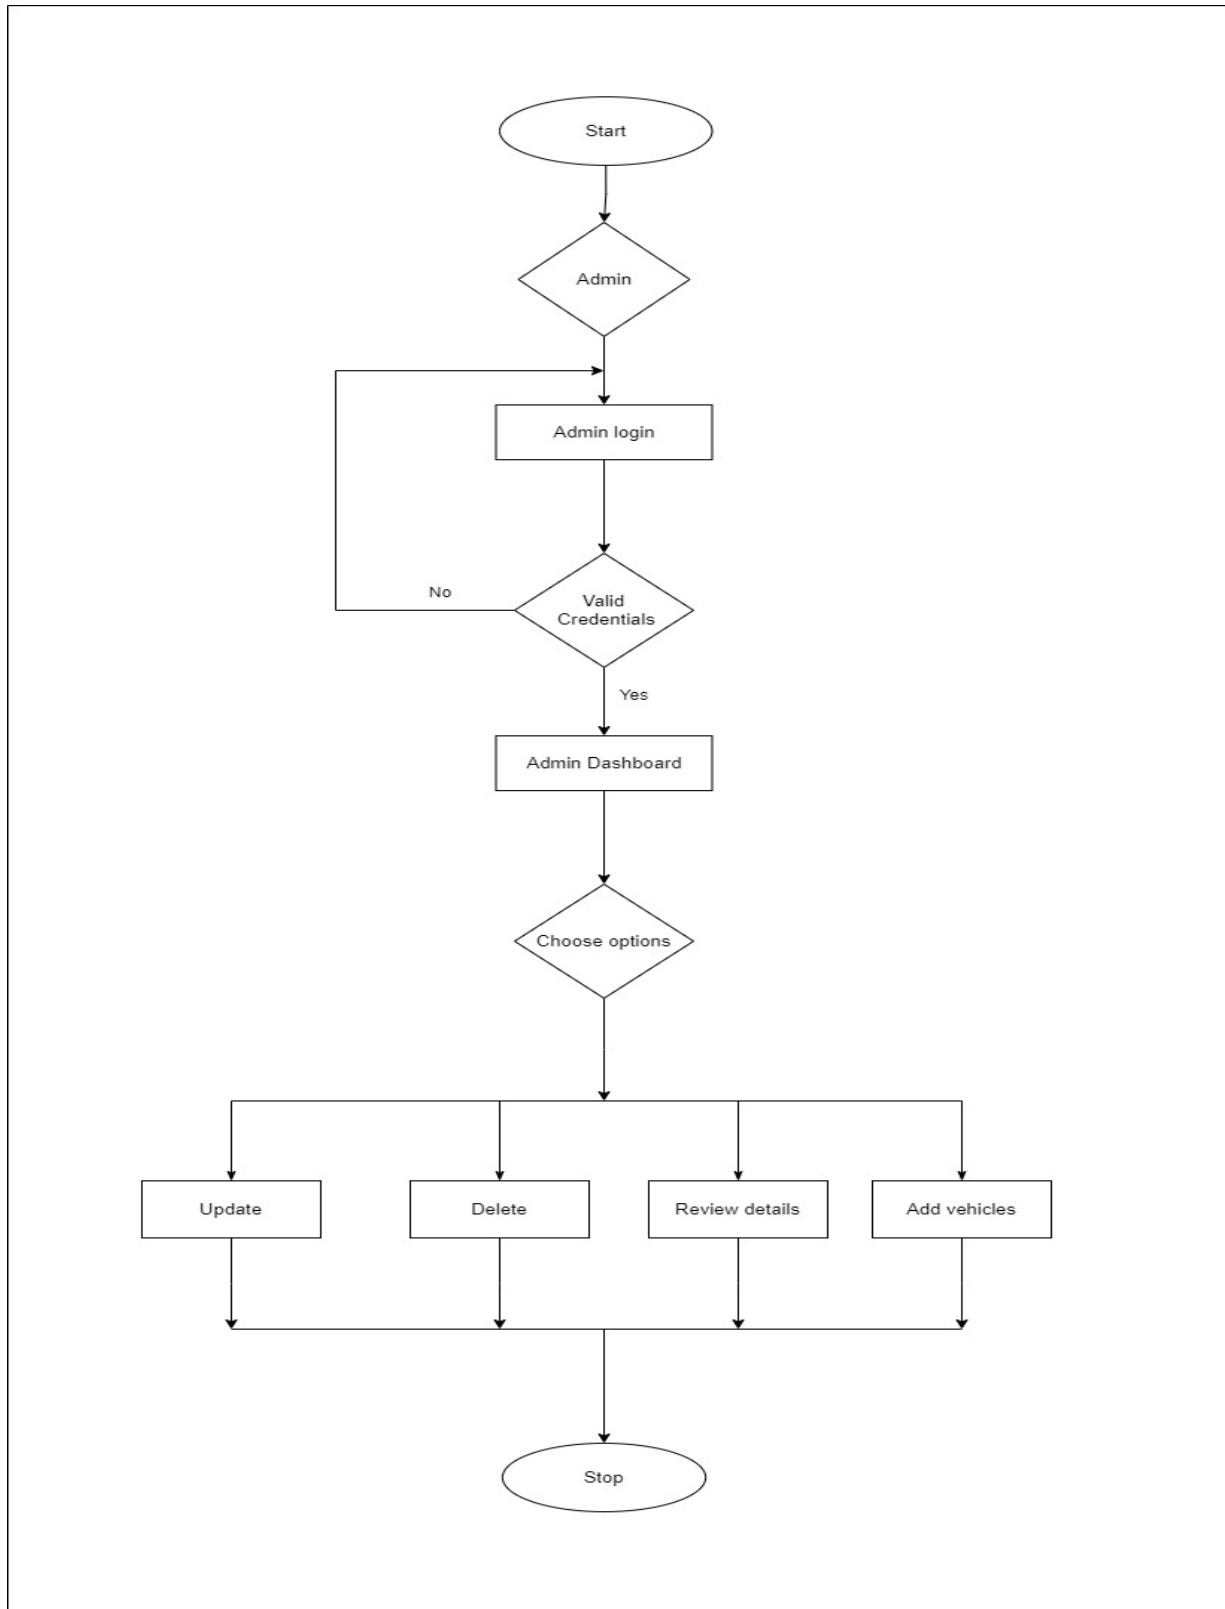 Start
Admin
Admin login
No
Valid
Credentials
Yes
Admin Dashboard
Choose options
Update
Delete
Review details
Add vehicles
Stop